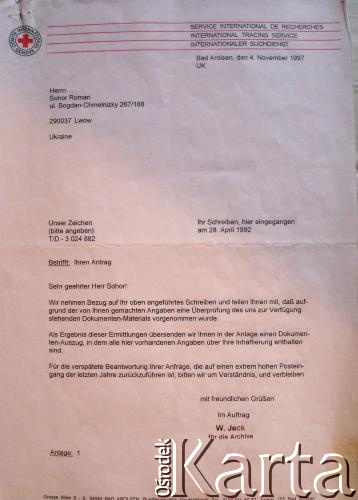 SERVICE INTERNATIONAL DE RECHERCHES
INTERNATIONAL TRACING SERVICE
INTERNATIONALER SUCHDIENST
Bad Arolsen, den 4. November 1997
UK
Herrn
Sohor Roman
ul. Bogdan-Chmelnizky 267/188
290037 Lwow
Ukraine
Unser Zeichen
(bitte angeben)
T/D - 3 024 882
Ihr Schreiben, hier eingegangen
am 28. April 1992
Betrifft: Ihren Antrag
Sehr geehrter Herr Sohor!
Wir nehmen Bezug auf Ihr oben angeführtes Schreiben und teilen Ihnen mit, daß auf-
grund der von Ihnen gemachten Angaben eine Überprüfung des uns zur Verfügung
stehenden Dokumenten-Materials vorgenommen wurde.
Als Ergebnis dieser Ermittlungen übersenden wir Ihnen in der Anlage einen Dokumen-
ten-Auszug, in dem alle hier vorhandenen Angaben über Ihre Inhaftierung enthalten
sind.
Für die verspätete Beantwortung Ihrer Anfrage, die auf einen extrem hohen Postein-
gang der letzten Jahre zurückzuführen ist, bitten wir um Verständnis, und verbleiben
mit freundlichen Grüßen
Im Auftrag
W. Jeck
für die Archive
Anlage: 1
Ośrodek
Karta